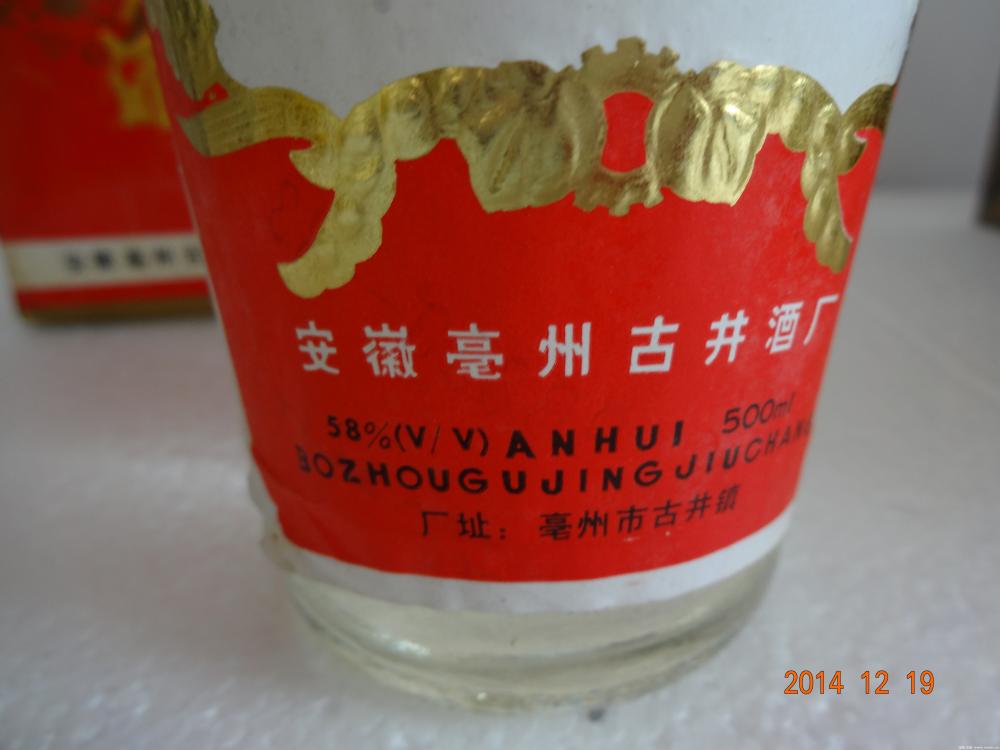 安徽亳州古井酒厂
58%(V/V) ANHUI 500ml
BOZHOUGUJINGJIUCHANG
厂址：亳州市古井镇
2014 12 19